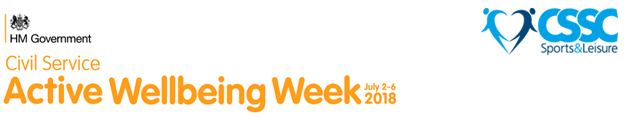 HM Government
CSSC
Sports&Leisure
Civil Service
Active Wellbeing Week July 2-6
2018